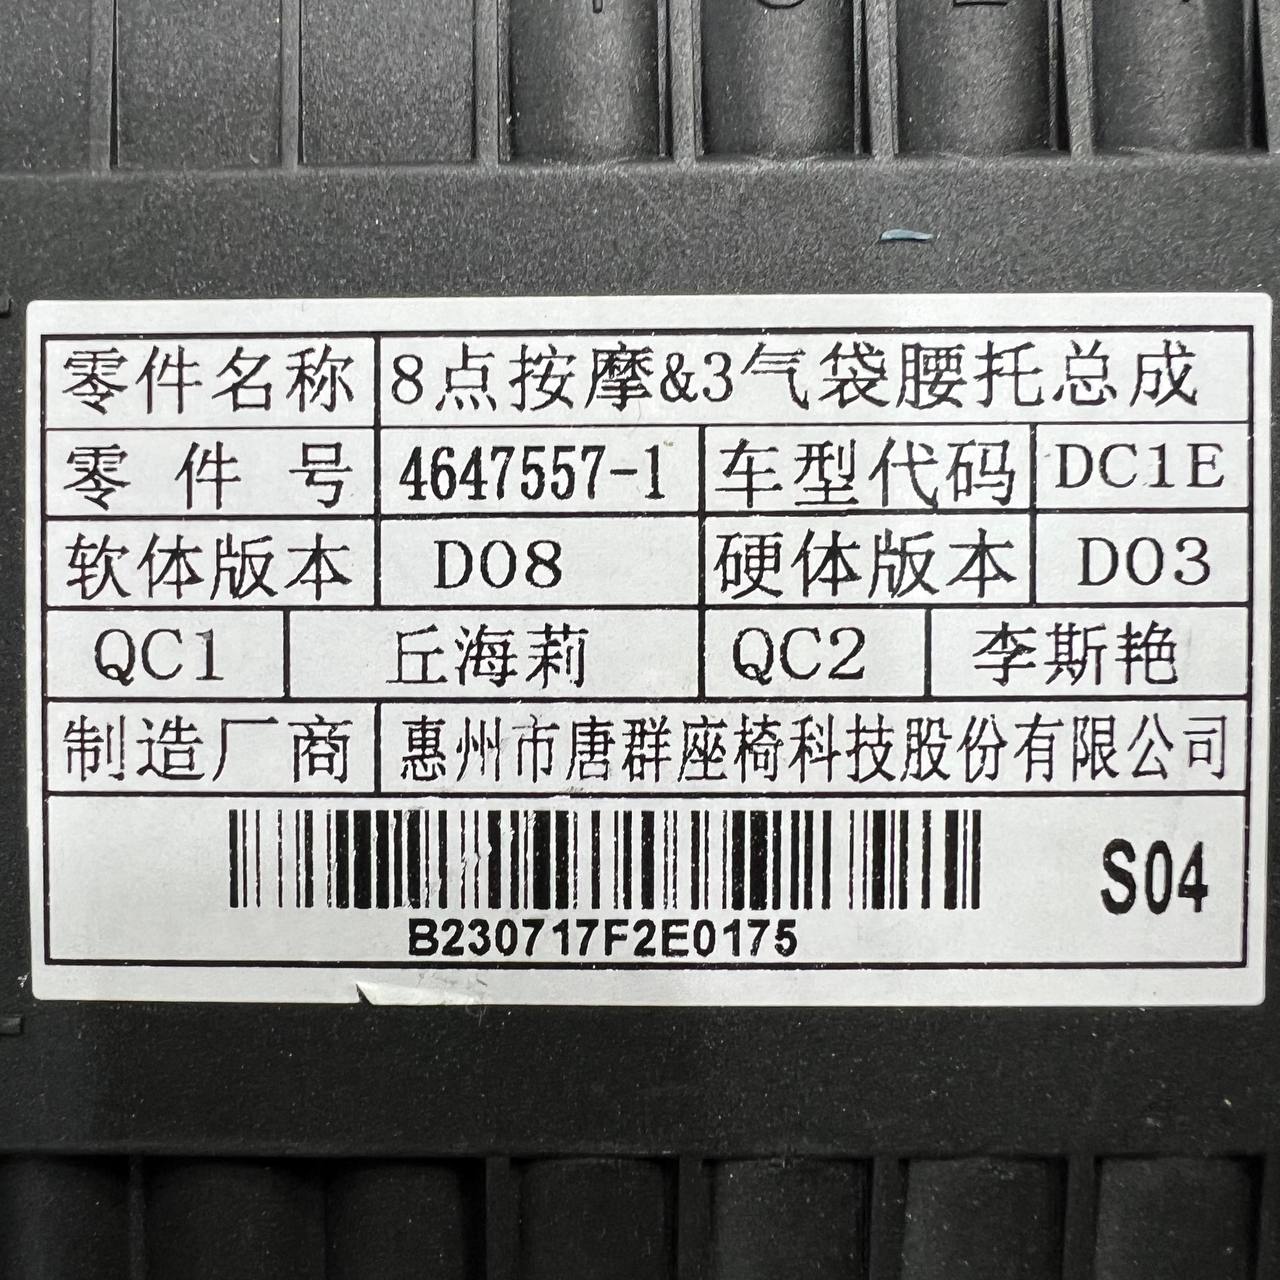 零件名称 8点按摩&3气袋腰托总成
零件号 4647557-1 车型代码 DC1E
软体版本 D08 硬体版本 D03
QC1 丘海莉 QC2 李斯艳
制造厂商 惠州市唐群座椅科技股份有限公司
S04
B230717F2E0175